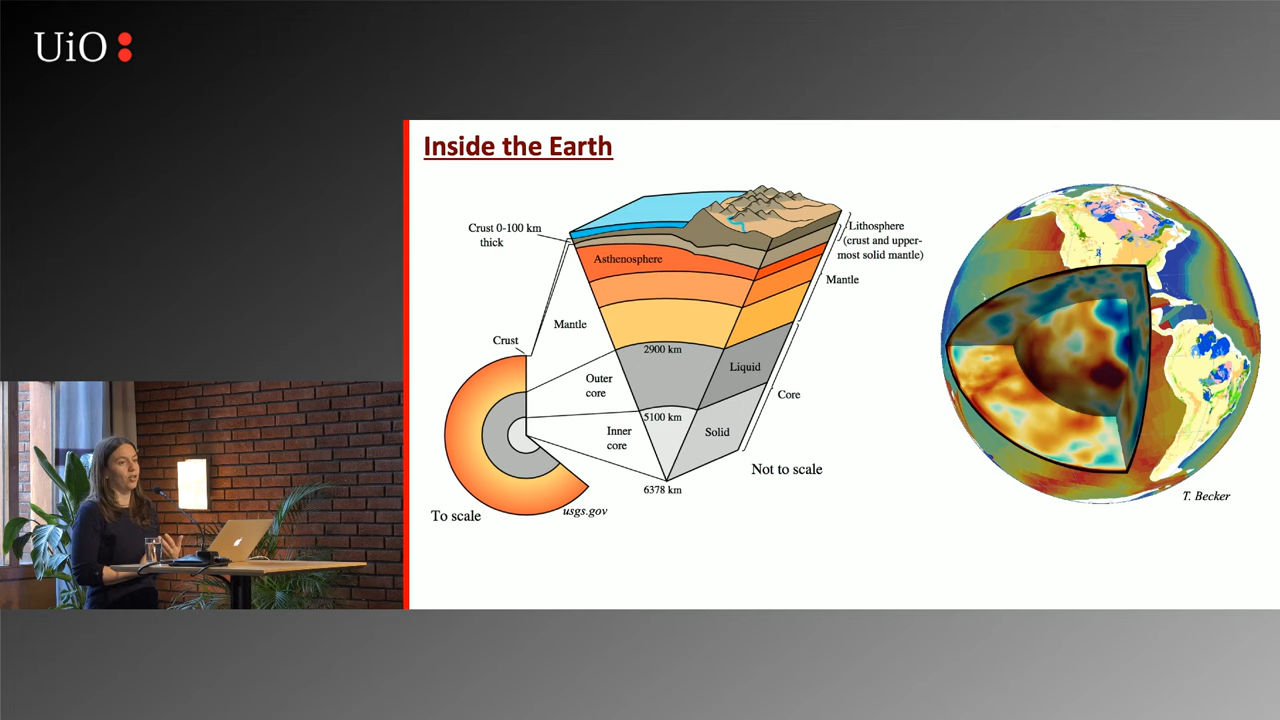 UiO
Inside the Earth
Crust 0-100 km
thick
Asthenosphere
Lithosphere
(crust and upper-
most solid mantle)
Mantle
Mantle
Crust
2900 km
Liquid
Outer
core
Core
5100 km
Inner
core
Solid
Not to scale
6378 km
To scale
usgs.gov
T. Becker